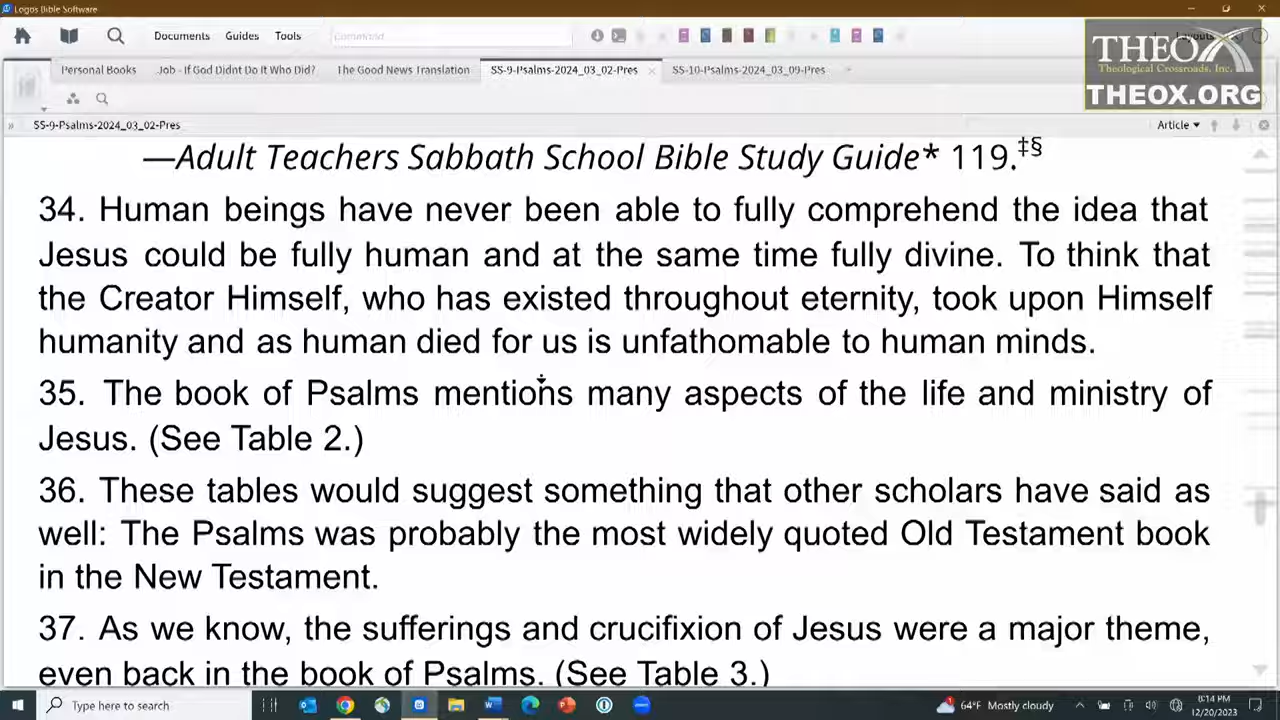 Logos Bible Software
Documents Guides Tools Command
THEOX
Theological Crossroads, Inc.
THEOX.ORG
Personal Books Job - If God Didnt Do It Who Did? SS-9-Psalms-2024_03_02-Pres SS-10-Psalms-2024_03_09-Pres
SS-9-Psalms-2024_03_02-Pres Article
—Adult Teachers Sabbath School Bible Study Guide* 119.‡§
34. Human beings have never been able to fully comprehend the idea that
Jesus could be fully human and at the same time fully divine. To think that
the Creator Himself, who has existed throughout eternity, took upon Himself
humanity and as human died for us is unfathomable to human minds.
35. The book of Psalms mentions many aspects of the life and ministry of
Jesus. (See Table 2.)
36. These tables would suggest something that other scholars have said as
well: The Psalms was probably the most widely quoted Old Testament book
in the New Testament.
37. As we know, the sufferings and crucifixion of Jesus were a major theme,
even back in the book of Psalms. (See Table 3.)
Type here to search 64°F Mostly cloudy 8:14 PM
12/20/2023